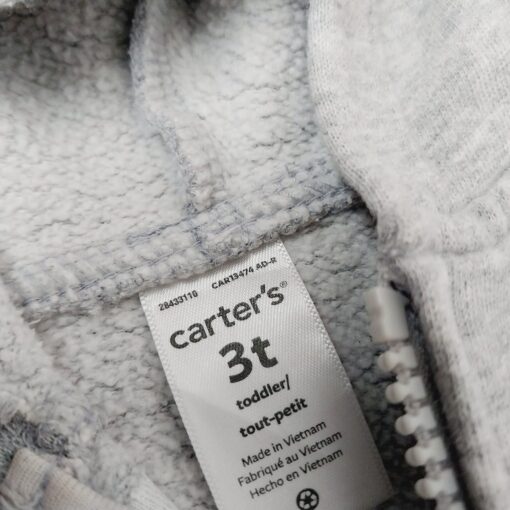 28433118 CAR13474 AD-R
carter's®
3t
toddler/
tout-petit
Made in Vietnam
Fabriqué au Vietnam
Hecho en Vietnam